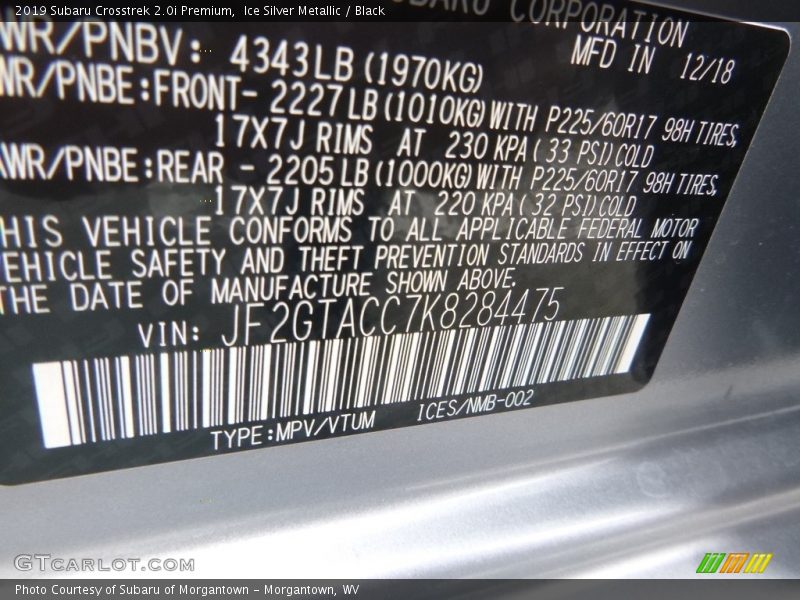 2019 Subaru Crosstrek 2.0i Premium, Ice Silver Metallic / Black
CORPORATION
MFD IN 12/18
WR/PNBV: 4343LB (1970KG)
WR/PNBE:FRONT- 2227LB (1010KG) WITH P225/60R17 98H TIRES,
17X7J RIMS AT 230 KPA ( 33 PSI) COLD
WR/PNBE:REAR - 2205LB (1000KG) WITH P225/60R17 98H TIRES,
17X7J RIMS AT 220 KPA ( 32 PSI) COLD
HIS VEHICLE CONFORMS TO ALL APPLICABLE FEDERAL MOTOR
EHICLE SAFETY AND THEFT PREVENTION STANDARDS IN EFFECT ON
THE DATE OF MANUFACTURE SHOWN ABOVE.
VIN: JF2GTACC7K8284475
TYPE:MPV/VTUM ICES/NMB-002
GTcarlot.com
Photo Courtesy of Subaru of Morgantown - Morgantown, WV